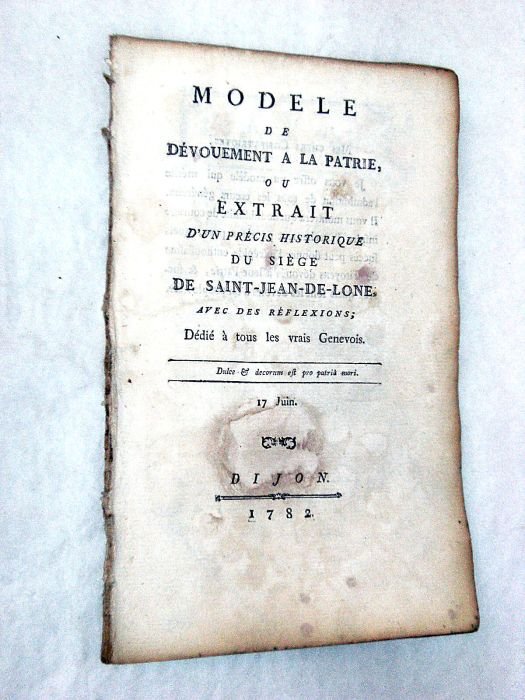 MODELE
DE
DÉVOUEMENT A LA PATRIE,
OU
EXTRAIT
D'UN PRÉCIS HISTORIQUE
DU SIÈGE
DE SAINT-JEAN-DE-LONE,
AVEC DES RÉFLEXIONS;
Dédié à tous les vrais Genevois.
Dulce & decorum est pro patriâ mori.
17 Juin.
DIJON.
1782.